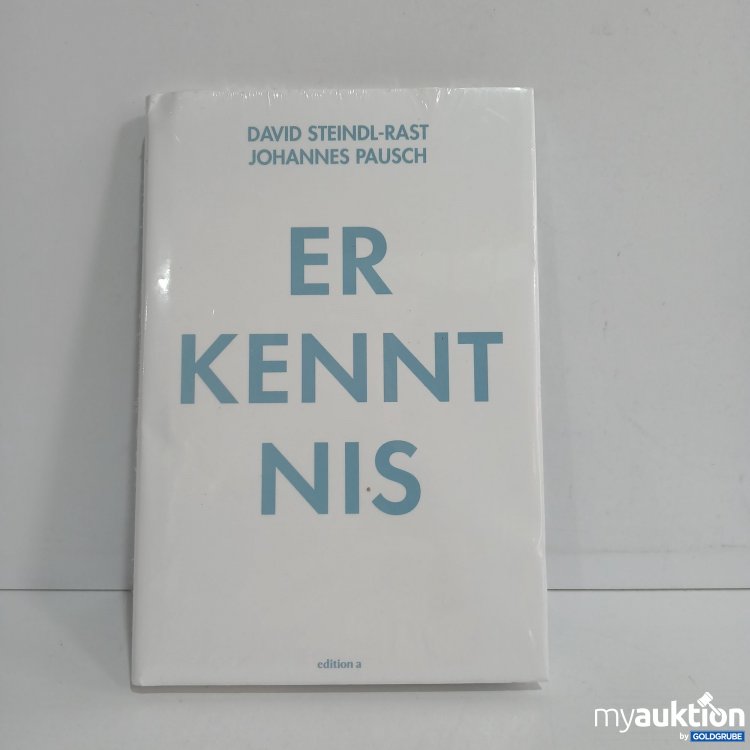 DAVID STEINDL-RAST
JOHANNES PAUSCH
ER
KENNT
NIS
edition a
myauktion
by GOLDGRUBE